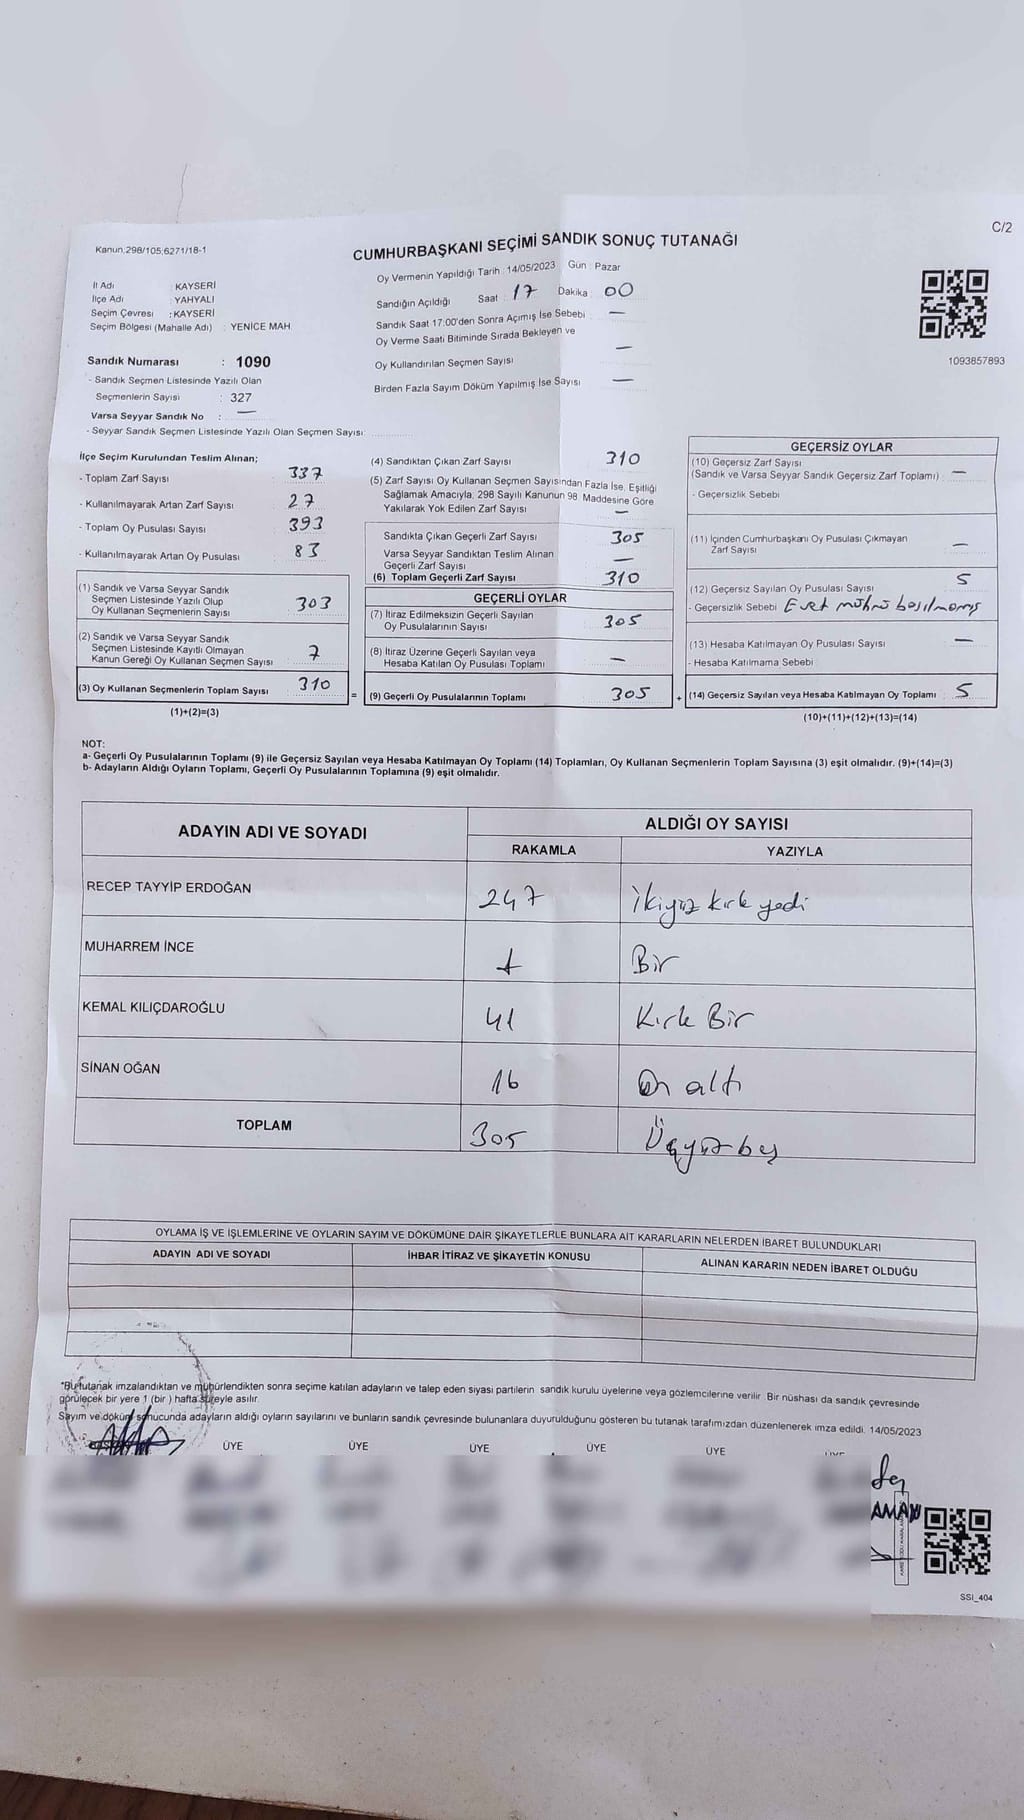 Kanun:298/105;6271/18-1
CUMHURBAŞKANI SEÇİMİ SANDIK SONUÇ TUTANAĞI
C/2
İl Adı : KAYSERİ
İlçe Adı : YAHYALI
Seçim Çevresi : KAYSERİ
Seçim Bölgesi (Mahalle Adı) : YENİCE MAH.
Sandık Numarası : 1090
- Sandık Seçmen Listesinde Yazılı Olan
Seçmenlerin Sayısı : 327
Varsa Seyyar Sandık No : —
- Seyyar Sandık Seçmen Listesinde Yazılı Olan Seçmen Sayısı:
Oy Vermenin Yapıldığı Tarih : 14/05/2023 Gün : Pazar
Sandığın Açıldığı Saat : 17 Dakika : 00
Sandık Saat 17:00'den Sonra Açımış İse Sebebi : —
Oy Verme Saati Bitiminde Sırada Bekleyen ve
Oy Kullandırılan Seçmen Sayısı —
Birden Fazla Sayım Döküm Yapılmış İse Sayısı —
1093857893
İlçe Seçim Kurulundan Teslim Alınan;
- Toplam Zarf Sayısı : 337
- Kullanılmayarak Artan Zarf Sayısı : 27
- Toplam Oy Pusulası Sayısı : 393
- Kullanılmayarak Artan Oy Pusulası : 83
(1) Sandık ve Varsa Seyyar Sandık
Seçmen Listesinde Yazılı Olup
Oy Kullanan Seçmenlerin Sayısı : 303
(2) Sandık ve Varsa Seyyar Sandık
Seçmen Listesinde Kayıtlı Olmayan
Kanun Gereği Oy Kullanan Seçmen Sayısı : 7
(3) Oy Kullanan Seçmenlerin Toplam Sayısı : 310
(1)+(2)=(3)
(4) Sandıktan Çıkan Zarf Sayısı : 310
(5) Zarf Sayısı Oy Kullanan Seçmen Sayısından Fazla İse, Eşitliği
Sağlamak Amacıyla, 298 Sayılı Kanunun 98. Maddesine Göre
Yakılarak Yok Edilen Zarf Sayısı : —
Sandıkta Çıkan Geçerli Zarf Sayısı : 305
Varsa Seyyar Sandıktan Teslim Alınan
Geçerli Zarf Sayısı : —
(6) Toplam Geçerli Zarf Sayısı : 310
GEÇERLİ OYLAR
(7) İtiraz Edilmeksizin Geçerli Sayılan
Oy Pusulalarının Sayısı : 305
(8) İtiraz Üzerine Geçerli Sayılan veya
Hesaba Katılan Oy Pusulası Toplamı : —
=
(9) Geçerli Oy Pusulalarının Toplamı : 305
+
GEÇERSİZ OYLAR
(10) Geçersiz Zarf Sayısı
(Sandık ve Varsa Seyyar Sandık Geçersiz Zarf Toplamı) : —
- Geçersizlik Sebebi :
(11) İçinden Cumhurbaşkanı Oy Pusulası Çıkmayan
Zarf Sayısı : —
(12) Geçersiz Sayılan Oy Pusulası Sayısı : 5
- Geçersizlik Sebebi : Evet mührü basılmamış
(13) Hesaba Katılmayan Oy Pusulası Sayısı : —
- Hesaba Katılmama Sebebi :
(14) Geçersiz Sayılan veya Hesaba Katılmayan Oy Toplamı : 5
(10)+(11)+(12)+(13)=(14)
NOT:
a- Geçerli Oy Pusulalarının Toplamı (9) ile Geçersiz Sayılan veya Hesaba Katılmayan Oy Toplamı (14) Toplamları, Oy Kullanan Seçmenlerin Toplam Sayısına (3) eşit olmalıdır. (9)+(14)=(3)
b- Adayların Aldığı Oyların Toplamı, Geçerli Oy Pusulalarının Toplamına (9) eşit olmalıdır.
ADAYIN ADI VE SOYADI
ALDIĞI OY SAYISI
RAKAMLA YAZIYLA
RECEP TAYYİP ERDOĞAN 247 İkiyüz kırk yedi
MUHARREM İNCE 1 Bir
KEMAL KILIÇDAROĞLU 41 Kırk Bir
SİNAN OĞAN 16 On altı
TOPLAM 305 Üçyüz beş
OYLAMA İŞ VE İŞLEMLERİNE VE OYLARIN SAYIM VE DÖKÜMÜNE DAİR ŞİKAYETLERLE BUNLARA AİT KARARLARIN NELERDEN İBARET BULUNDUKLARI
ADAYIN ADI VE SOYADI İHBAR İTİRAZ VE ŞİKAYETİN KONUSU ALINAN KARARIN NEDEN İBARET OLDUĞU
*Bu tutanak imzalandıktan ve mühürlendikten sonra seçime katılan adayların ve talep eden siyasi partilerin sandık kurulu üyelerine veya gözlemcilerine verilir. Bir nüshası da sandık çevresinde
görülecek bir yere 1 (bir ) hafta süreyle asılır.
Sayım ve döküm sonucunda adayların aldığı oyların sayılarını ve bunların sandık çevresinde bulunanlara duyurulduğunu gösteren bu tutanak tarafımızdan düzenlenerek imza edildi. 14/05/2023
ÜYE ÜYE ÜYE ÜYE ÜYE
SSI_404